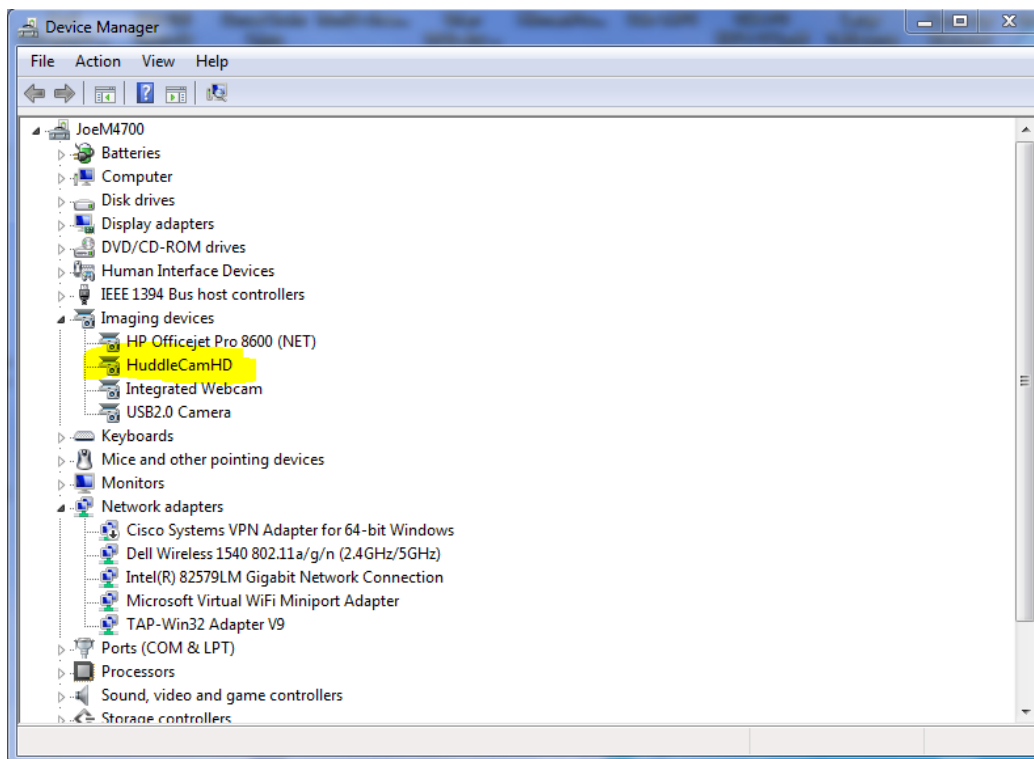 Device Manager
File Action View Help
JoeM4700
Batteries
Computer
Disk drives
Display adapters
DVD/CD-ROM drives
Human Interface Devices
IEEE 1394 Bus host controllers
Imaging devices
HP Officejet Pro 8600 (NET)
HuddleCamHD
Integrated Webcam
USB2.0 Camera
Keyboards
Mice and other pointing devices
Monitors
Network adapters
Cisco Systems VPN Adapter for 64-bit Windows
Dell Wireless 1540 802.11a/g/n (2.4GHz/5GHz)
Intel(R) 82579LM Gigabit Network Connection
Microsoft Virtual WiFi Miniport Adapter
TAP-Win32 Adapter V9
Ports (COM & LPT)
Processors
Sound, video and game controllers
Storage controllers